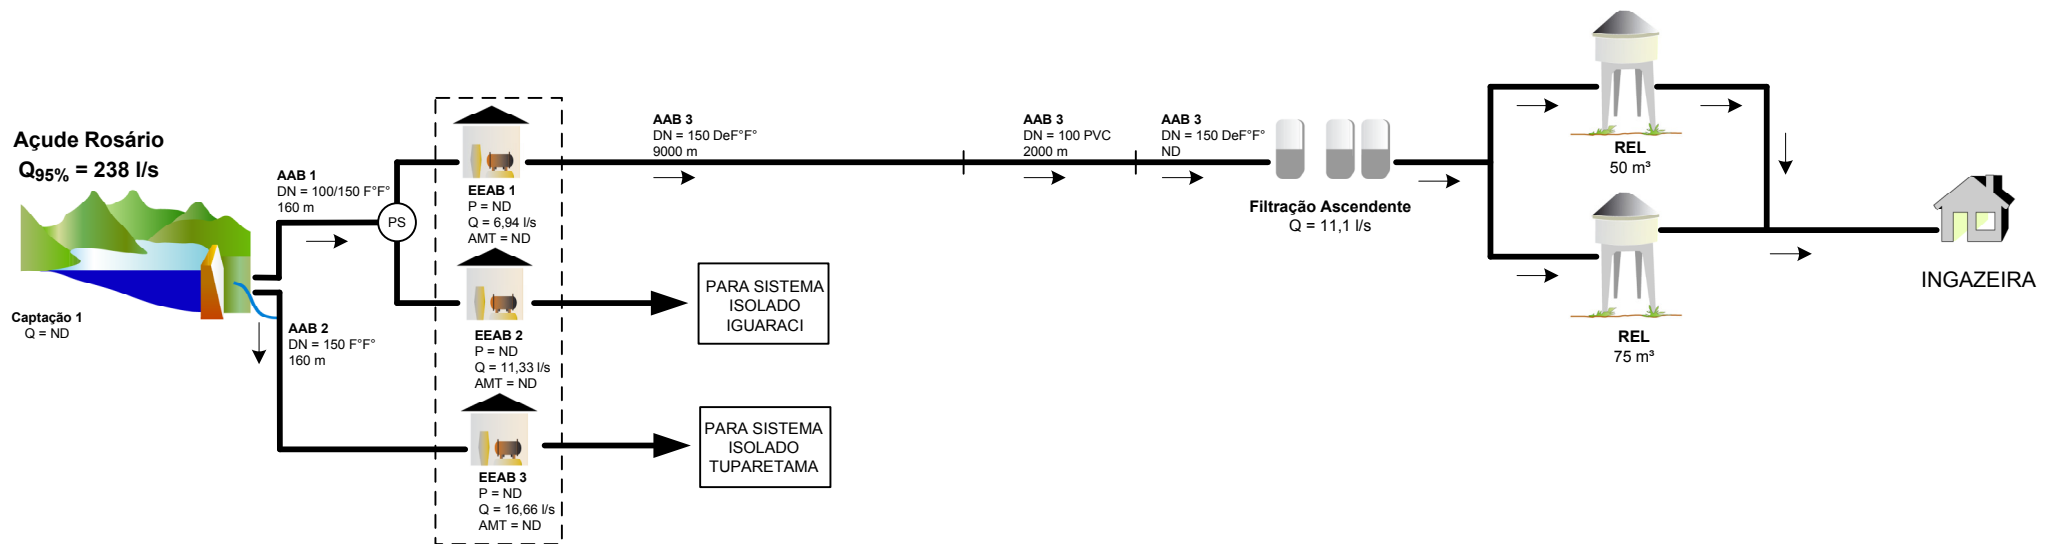 Açude Rosário
Q95% = 238 l/s
Captação 1
Q = ND
AAB 1
DN = 100/150 F°F°
160 m
AAB 2
DN = 150 F°F°
160 m
PS
EEAB 1
P = ND
Q = 6,94 l/s
AMT = ND
EEAB 2
P = ND
Q = 11,33 l/s
AMT = ND
EEAB 3
P = ND
Q = 16,66 l/s
AMT = ND
PARA SISTEMA
ISOLADO
IGUARACI
PARA SISTEMA
ISOLADO
TUPARETAMA
AAB 3
DN = 150 DeF°F°
9000 m
AAB 3
DN = 100 PVC
2000 m
AAB 3
DN = 150 DeF°F°
ND
Filtração Ascendente
Q = 11,1 l/s
REL
50 m³
REL
75 m³
INGAZEIRA